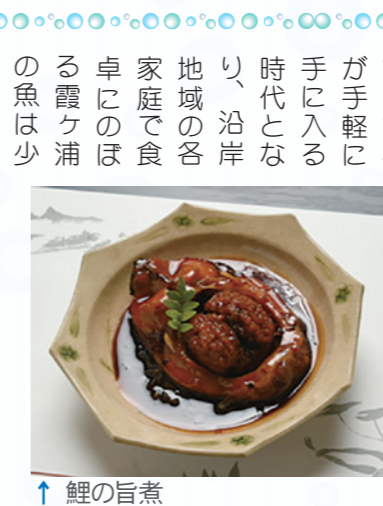 が手軽に
手に入る
時代とな
り、沿岸
地域の各
家庭で食
卓にのぼ
る霞ヶ浦
の魚は少
↑ 鯉の旨煮